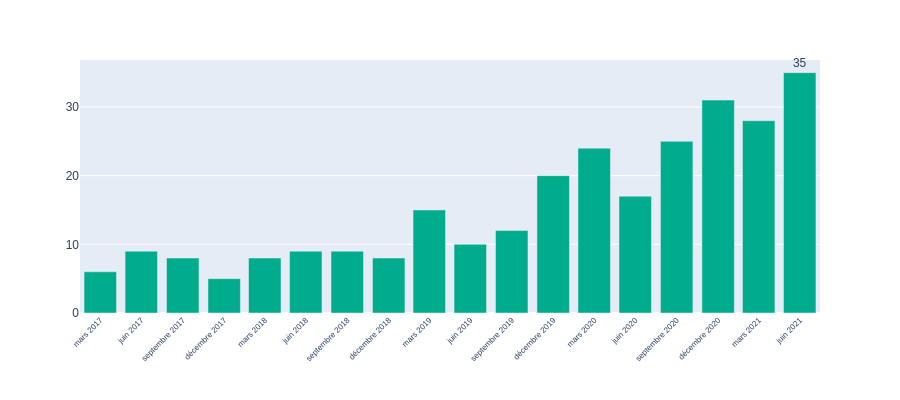 35
30
20
10
0
mars 2017
juin 2017
septembre 2017
décembre 2017
mars 2018
juin 2018
septembre 2018
décembre 2018
mars 2019
juin 2019
septembre 2019
décembre 2019
mars 2020
juin 2020
septembre 2020
décembre 2020
mars 2021
juin 2021